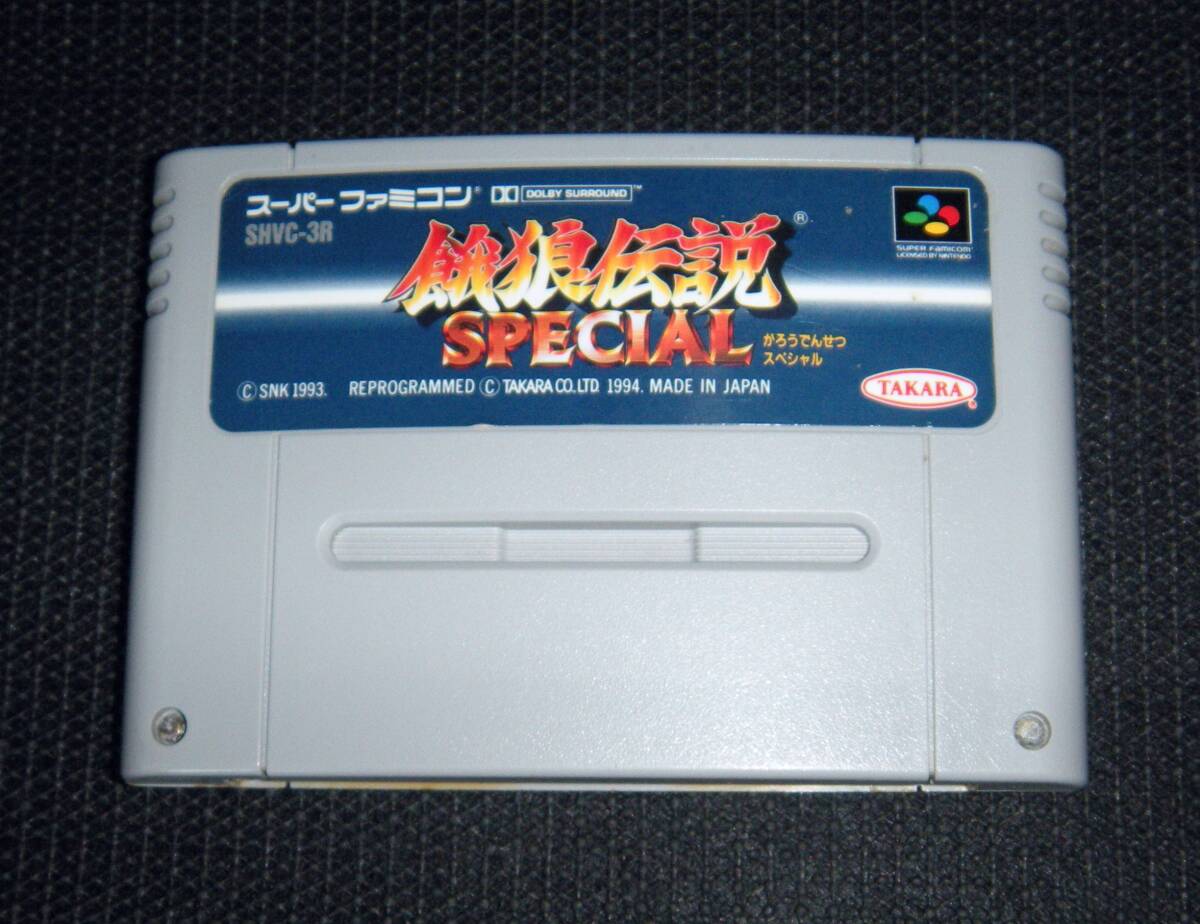 スーパーファミコン® DOLBY SURROUND™
SHVC-3R
餓狼伝説®
SPECIAL
がろうでんせつ
スペシャル
SUPER FAMICOM
LICENSED BY NINTENDO
© SNK 1993. REPROGRAMMED © TAKARA CO.LTD. 1994. MADE IN JAPAN
TAKARA